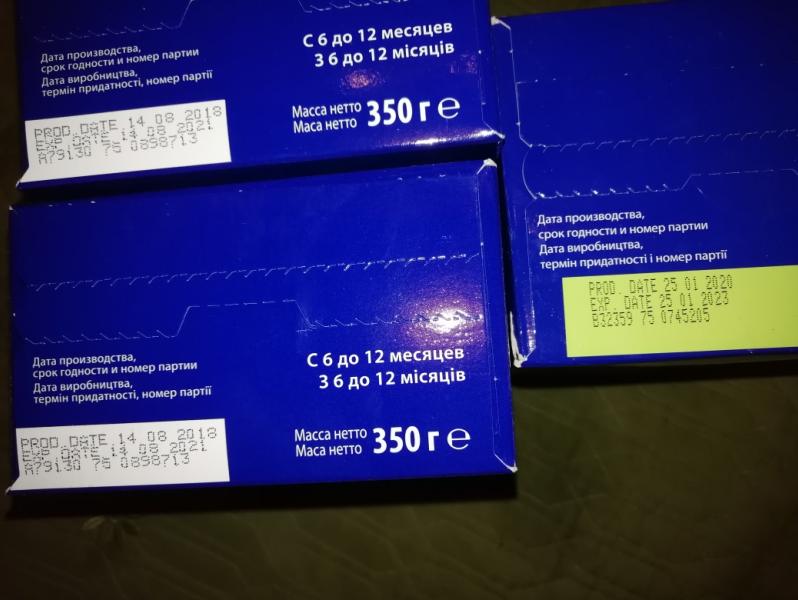 Дата производства,
срок годности и номер партии
Дата виробництва,
термін придатності, номер партії
С 6 до 12 месяцев
З 6 до 12 місяців
Масса нетто
Маса нетто
350 г e
PROD. DATE 14 08 2018
EXP. DATE 14 08 2021
A79130 75 0898713
Дата производства,
срок годности и номер партии
Дата виробництва,
термін придатності і номер партії
PROD. DATE 25 01 2020
EXP. DATE 25 01 2023
B32359 75 0745205
Дата производства,
срок годности и номер партии
Дата виробництва,
термін придатності, номер партії
С 6 до 12 месяцев
З 6 до 12 місяців
Масса нетто
Маса нетто
350 г e
PROD. DATE 14 08 2018
EXP. DATE 14 08 2021
A79130 75 0898713